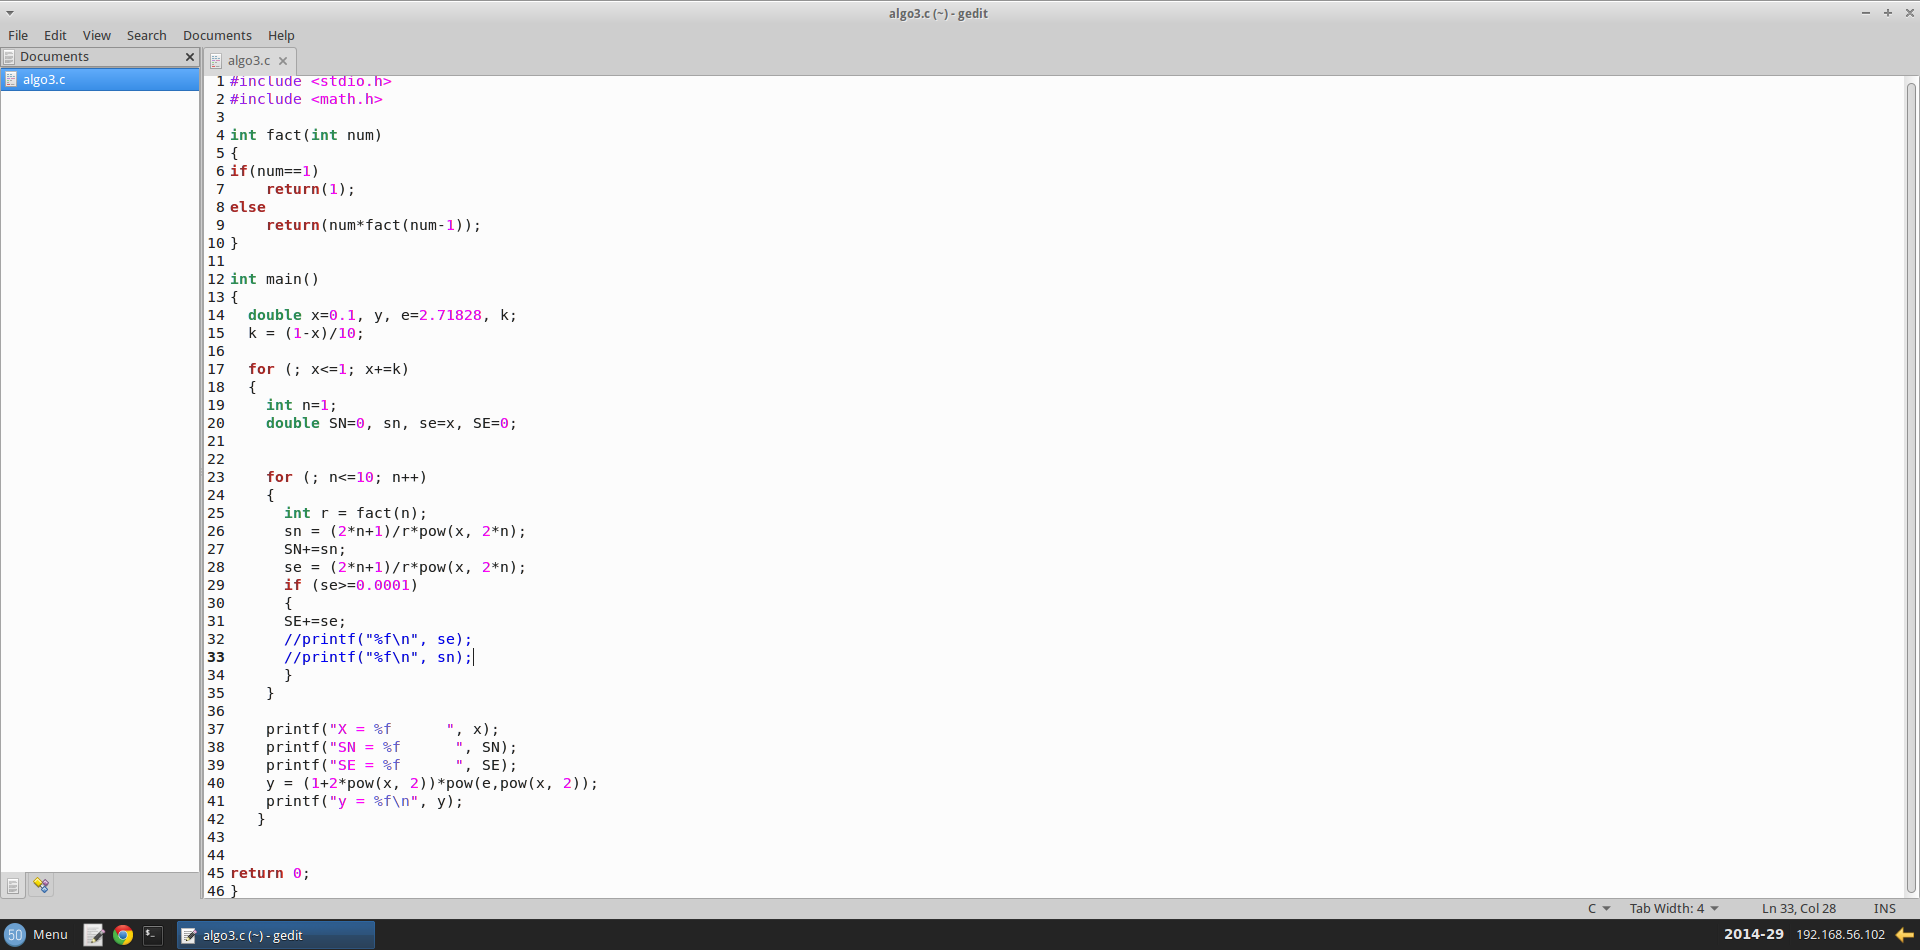 algo3.c (~) - gedit
File Edit View Search Documents Help
Documents
algo3.c
algo3.c
1 #include <stdio.h>
2 #include <math.h>
3
4 int fact(int num)
5 {
6 if(num==1)
7     return(1);
8 else
9     return(num*fact(num-1));
10 }
11
12 int main()
13 {
14   double x=0.1, y, e=2.71828, k;
15   k = (1-x)/10;
16
17   for (; x<=1; x+=k)
18   {
19     int n=1;
20     double SN=0, sn, se=x, SE=0;
21
22
23     for (; n<=10; n++)
24     {
25       int r = fact(n);
26       sn = (2*n+1)/r*pow(x, 2*n);
27       SN+=sn;
28       se = (2*n+1)/r*pow(x, 2*n);
29       if (se>=0.0001)
30       {
31       SE+=se;
32       //printf("%f\n", se);
33       //printf("%f\n", sn);
34       }
35     }
36
37     printf("X = %f      ", x);
38     printf("SN = %f      ", SN);
39     printf("SE = %f      ", SE);
40     y = (1+2*pow(x, 2))*pow(e,pow(x, 2));
41     printf("y = %f\n", y);
42    }
43
44
45 return 0;
46 }
C Tab Width: 4 Ln 33, Col 28 INS
50 Menu $_ algo3.c (~) - gedit 2014-29 192.168.56.102